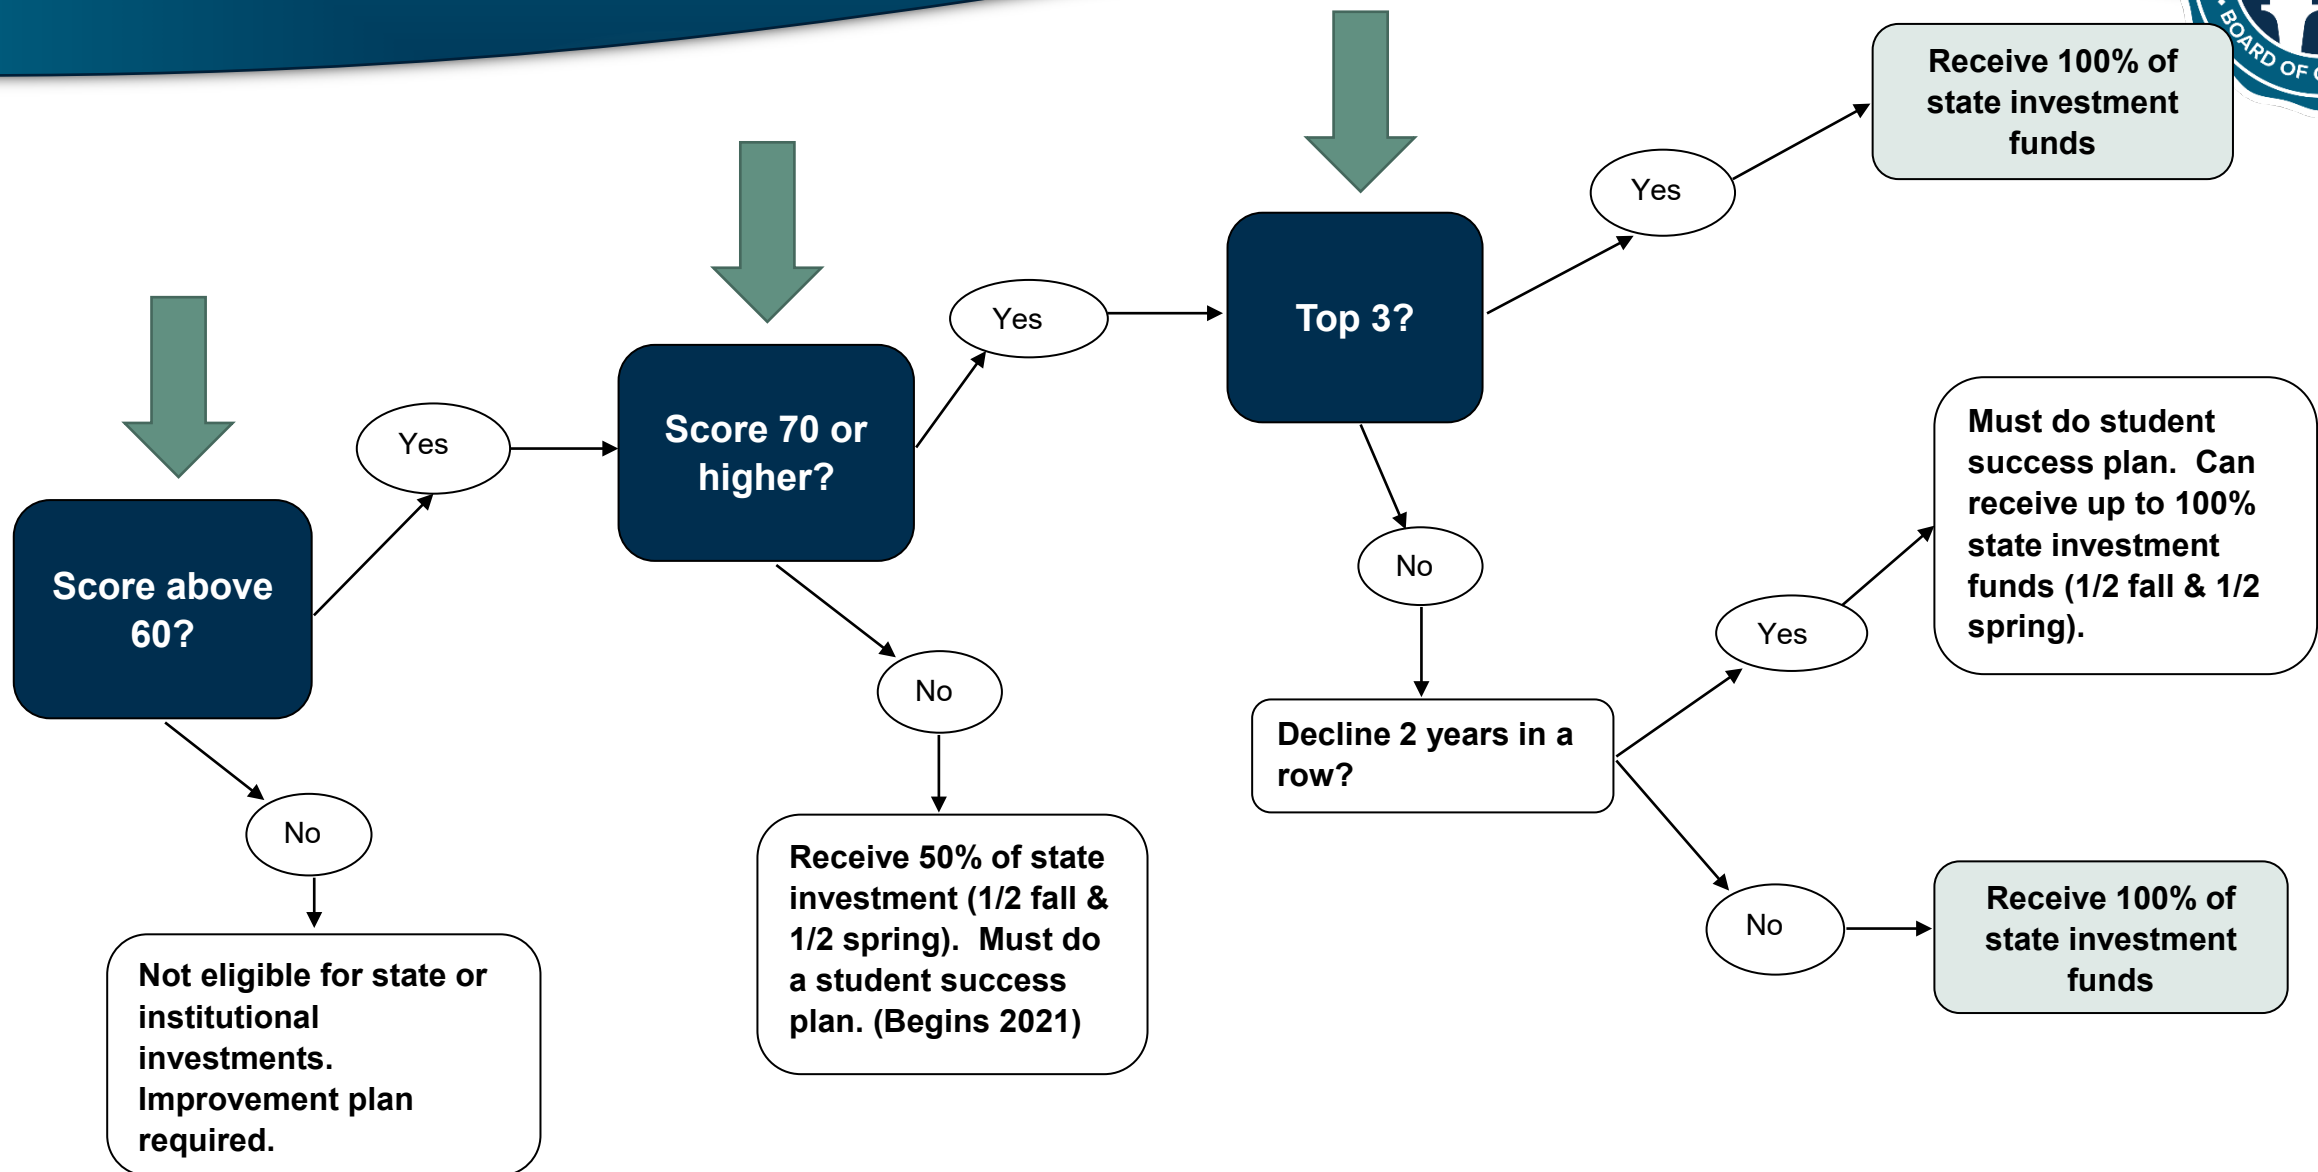 BOARD OF
Receive 100% of
state investment
funds
Yes
Top 3?
Yes
Score 70 or
higher?
Yes
Score above
60?
No
Not eligible for state or
institutional
investments.
Improvement plan
required.
No
Receive 50% of state
investment (1/2 fall &
1/2 spring).  Must do
a student success
plan. (Begins 2021)
No
Decline 2 years in a
row?
Yes
Must do student
success plan.  Can
receive up to 100%
state investment
funds (1/2 fall & 1/2
spring).
No
Receive 100% of
state investment
funds